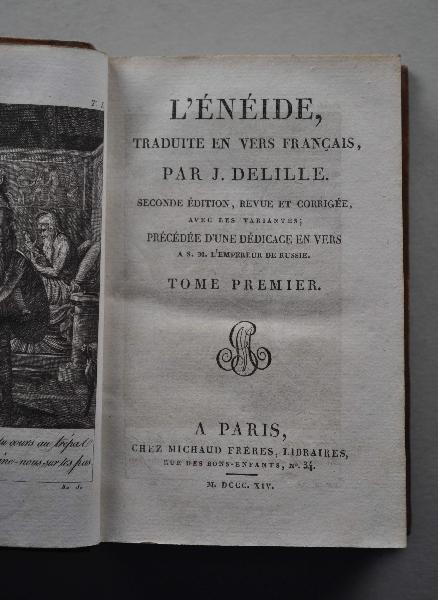 T. I
tu cours au trépas
nous sur tes pas
L'ÉNÉIDE,
TRADUITE EN VERS FRANÇAIS,
PAR J. DELILLE.
SECONDE ÉDITION, REVUE ET CORRIGÉE,
AVEC LES VARIANTES;
PRÉCÉDÉE D'UNE DÉDICACE EN VERS
A S. M. L'EMPEREUR DE RUSSIE.
TOME PREMIER.
A PARIS,
CHEZ MICHAUD FRÈRES, LIBRAIRES,
RUE DES BONS-ENFANTS, Nº. 34.
M. DCCC. XIV.